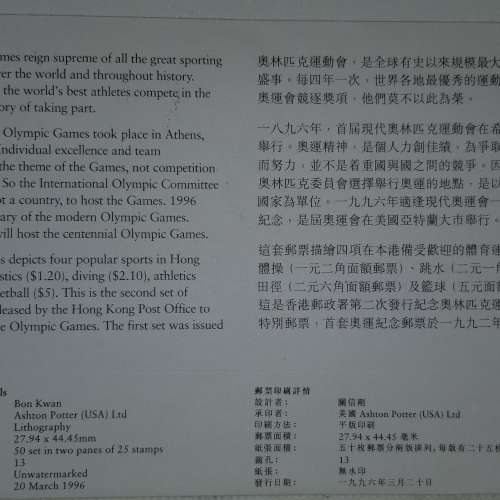 mes reign supreme of all the great sporting
er the world and throughout history.
the world's best athletes compete in the
ory of taking part.
Olympic Games took place in Athens,
Individual excellence and team
the theme of the Games, not competition
So the International Olympic Committee
ot a country, to host the Games. 1996
ary of the modern Olympic Games.
will host the centennial Olympic Games.
s depicts four popular sports in Hong
stics ($1.20), diving ($2.10), athletics
etball ($5). This is the second set of
leased by the Hong Kong Post Office to
e Olympic Games. The first set was issued
奧林匹克運動會，是全球有史以來規模最大
盛事。每四年一次，世界各地最優秀的運動
奧運會競逐獎項，他們莫不以此為榮。
一八九六年，首屆現代奧林匹克運動會在希
舉行。奧運精神，是個人力創佳績，為爭取
而努力，並不是着重國與國之間的競爭。因
奧林匹克委員會選擇舉行奧運的地點，是以
國家為單位。一九九六年適逢現代奧運會一
紀念，是屆奧運會在美國亞特蘭大市舉行。
這套郵票描繪四項在本港備受歡迎的體育運
體操（一元二角面額郵票）、跳水（二元一角
田徑（二元六角面額郵票）及籃球（五元面額
這是香港郵政署第二次發行紀念奧林匹克運
特別郵票，首套奧運紀念郵票於一九九二年
ls
Bon Kwan
Ashton Potter (USA) Ltd
Lithography
27.94 x 44.45mm
50 set in two panes of 25 stamps
13
Unwatermarked
20 March 1996
郵票印刷詳情
設計者： 關信剛
承印者： 美國 Ashton Potter (USA) Ltd
印刷方法： 平版印刷
郵票面積： 27.94 x 44.45 毫米
紙張面積： 五十枚郵票分兩版排列，每版有二十五枚
齒孔： 13
紙張： 無水印
發行日期： 一九九六年三月二十日